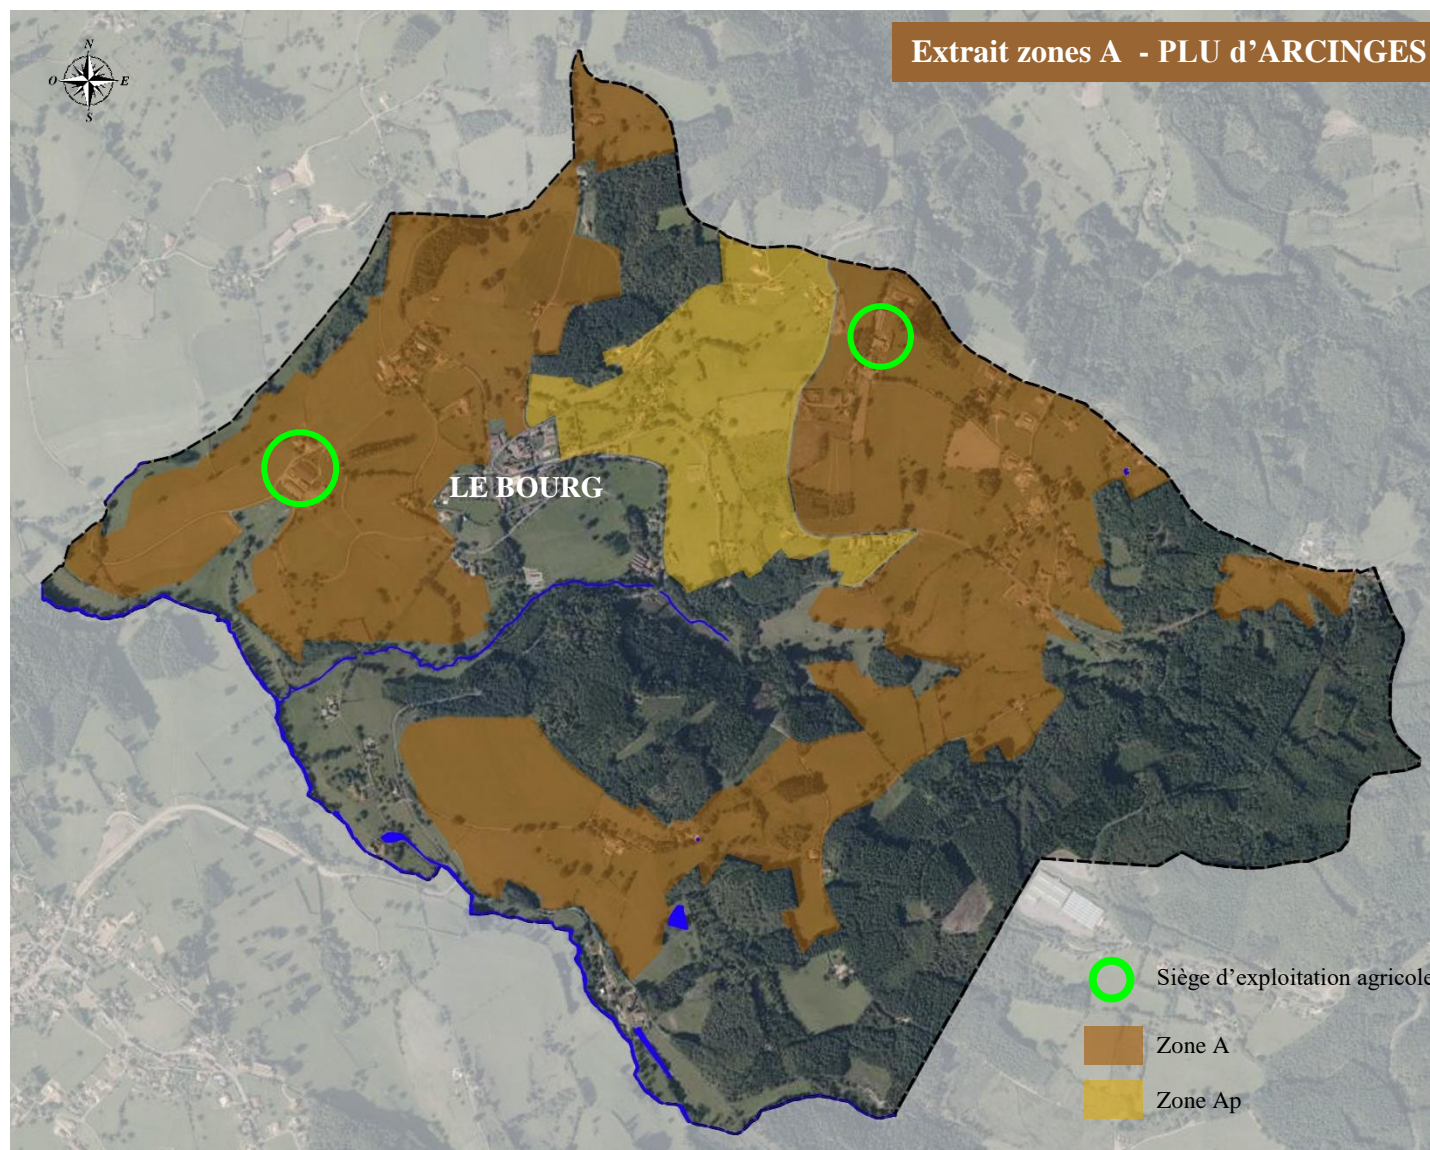 Extrait zones A - PLU d’ARCINGES
N
O
E
S
LE BOURG
Siège d’exploitation agricole
Zone A
Zone Ap